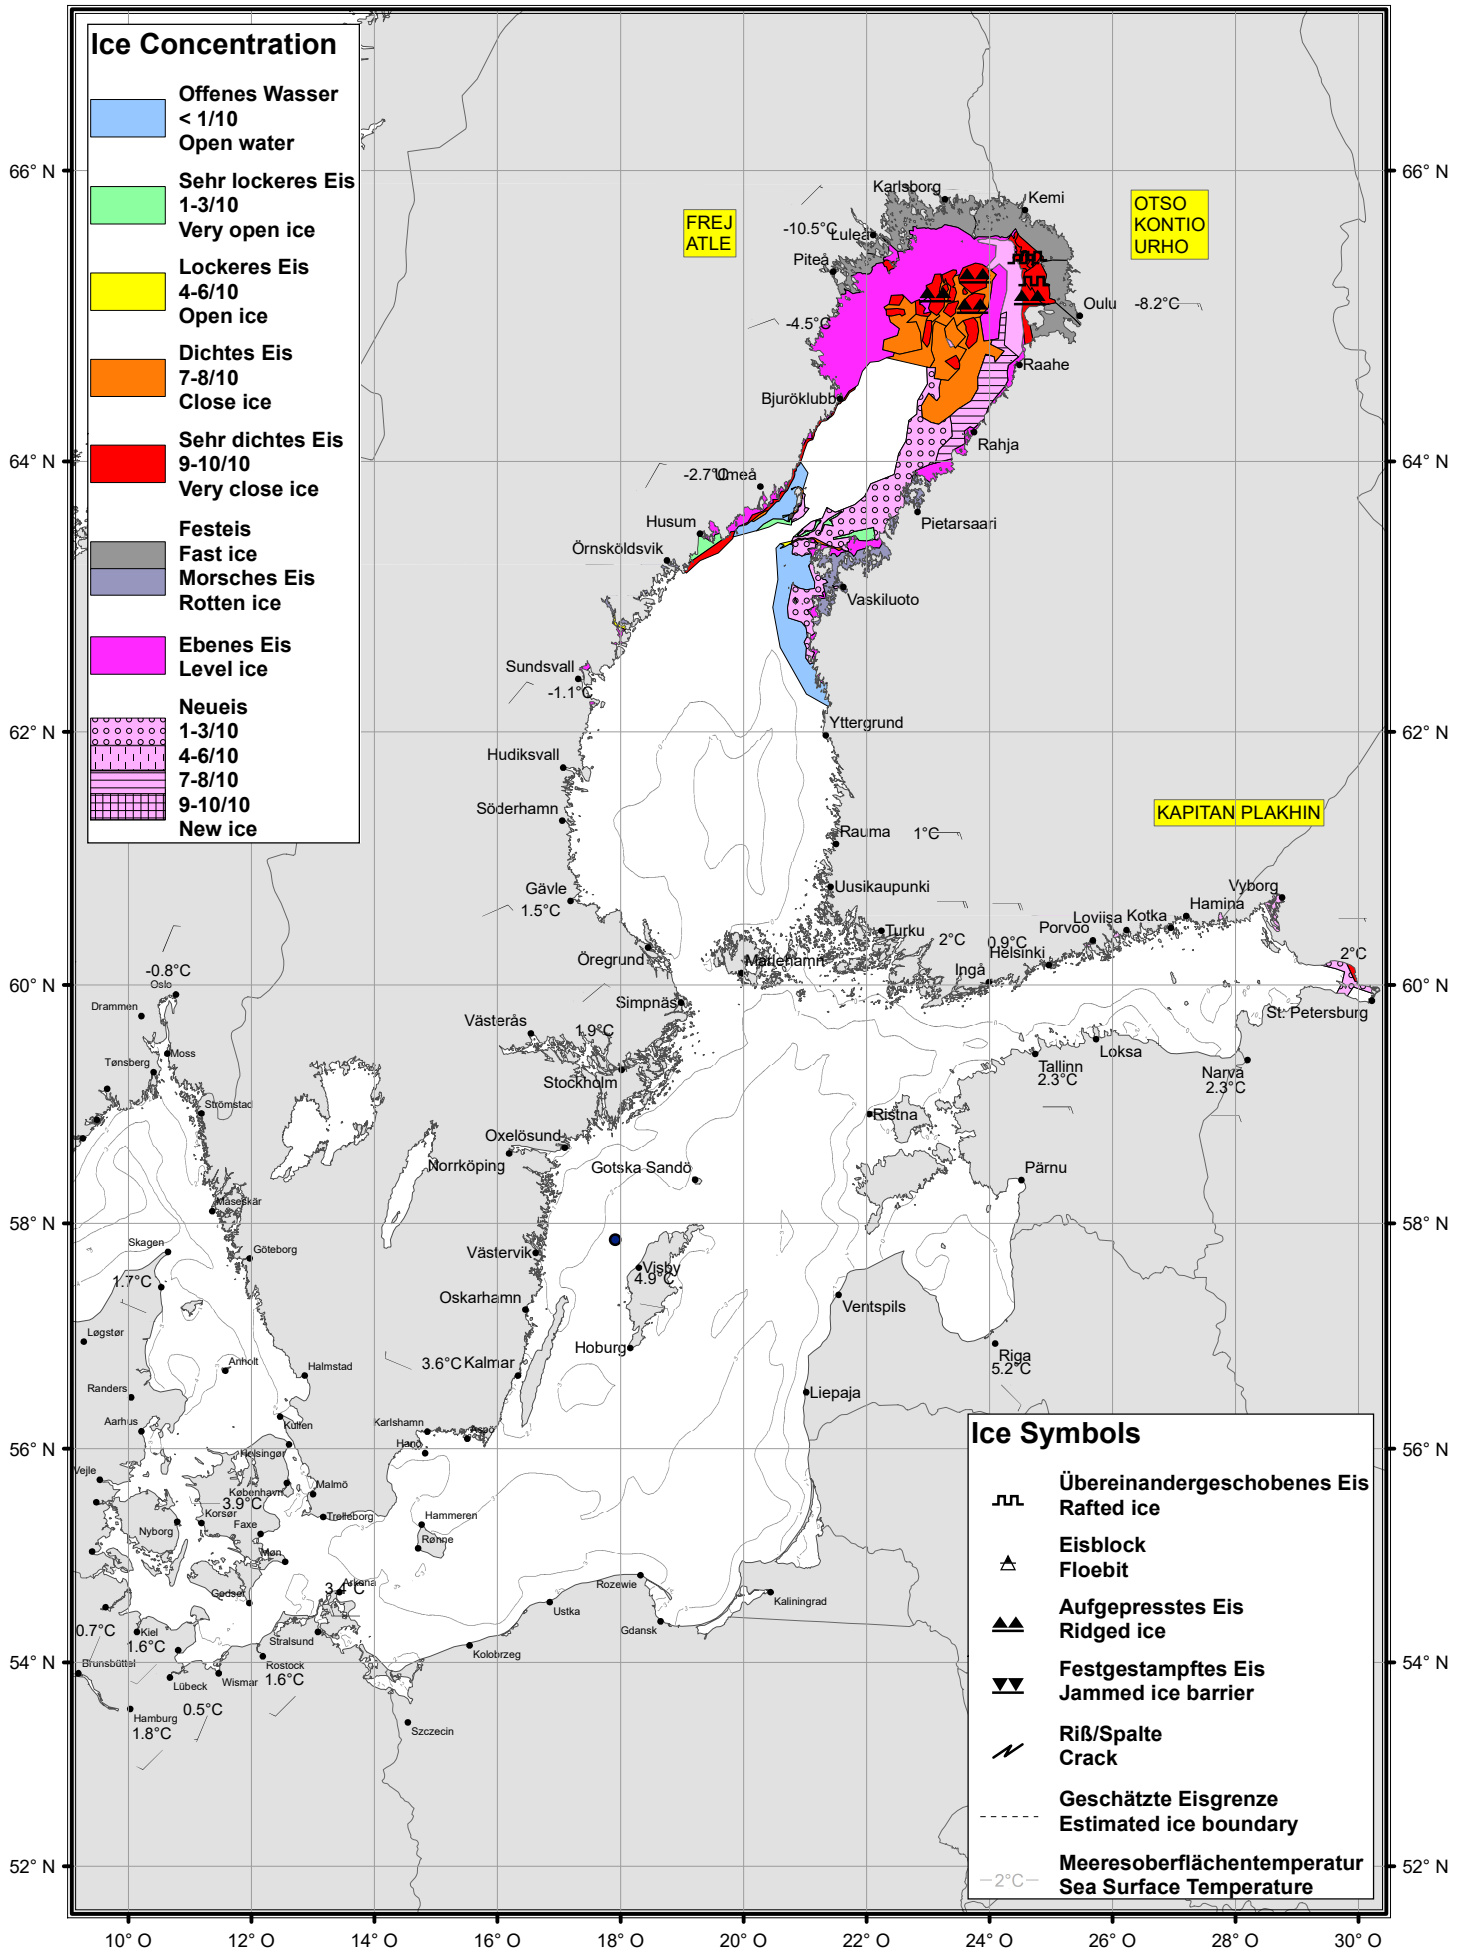 Ice Concentration
Offenes Wasser
< 1/10
Open water
Sehr lockeres Eis
1-3/10
Very open ice
Lockeres Eis
4-6/10
Open ice
Dichtes Eis
7-8/10
Close ice
Sehr dichtes Eis
9-10/10
Very close ice
Festeis
Fast ice
Morsches Eis
Rotten ice
Ebenes Eis
Level ice
Neueis
1-3/10
4-6/10
7-8/10
9-10/10
New ice
66° N
66° N
64° N
64° N
62° N
62° N
60° N
60° N
58° N
58° N
56° N
56° N
54° N
54° N
52° N
52° N
FREJ
ATLE
OTSO
KONTIO
URHO
KAPITAN PLAKHIN
Karlsborg
Kemi
-10.5°C
Luleå
Piteå
Oulu
-8.2°C
-4.5°C
Raahe
Bjuröklubb
Rahja
-2.7°C
Umeå
Pietarsaari
Husum
Örnsköldsvik
Vaskiluoto
Sundsvall
-1.1°C
Yttergrund
Hudiksvall
Söderhamn
Rauma
1°C
Gävle
1.5°C
Uusikaupunki
Vyborg
Hamina
Kotka
Loviisa
Porvoo
Turku
2°C
0.9°C
Helsinki
Ingå
2°C
St. Petersburg
Öregrund
Mariehamn
-0.8°C
Oslo
Drammen
Simpnäs
Västerås
1.9°C
Stockholm
Moss
Tønsberg
Tallinn
2.3°C
Loksa
Narva
2.3°C
Strömstad
Ristna
Oxelösund
Norrköping
Gotska Sandö
Pärnu
Måseskär
Skagen
Göteborg
Västervik
Visby
4.9°C
1.7°C
Oskarhamn
Ventspils
Løgstør
Hoburg
Riga
5.2°C
Anholt
Halmstad
3.6°C
Kalmar
Randers
Liepaja
Aarhus
Kullen
Karlshamn
Hanö
Helsingør
Vejle
København
Malmö
3.9°C
Korsør
Faxe
Trelleborg
Hammeren
Nyborg
Rønne
Møn
Gedser
Arkona
3.4°C
Rozewie
Kaliningrad
Ustka
Gdansk
0.7°C
Kiel
1.6°C
Stralsund
Kolobrzeg
Brunsbüttel
Rostock
1.6°C
Lübeck
Wismar
0.5°C
Hamburg
1.8°C
Szczecin
Ice Symbols
Übereinandergeschobenes Eis
Rafted ice
Eisblock
Floebit
Aufgepresstes Eis
Ridged ice
Festgestampftes Eis
Jammed ice barrier
Riß/Spalte
Crack
Geschätzte Eisgrenze
Estimated ice boundary
2°C
Meeresoberflächentemperatur
Sea Surface Temperature
10° O
12° O
14° O
16° O
18° O
20° O
22° O
24° O
26° O
28° O
30° O